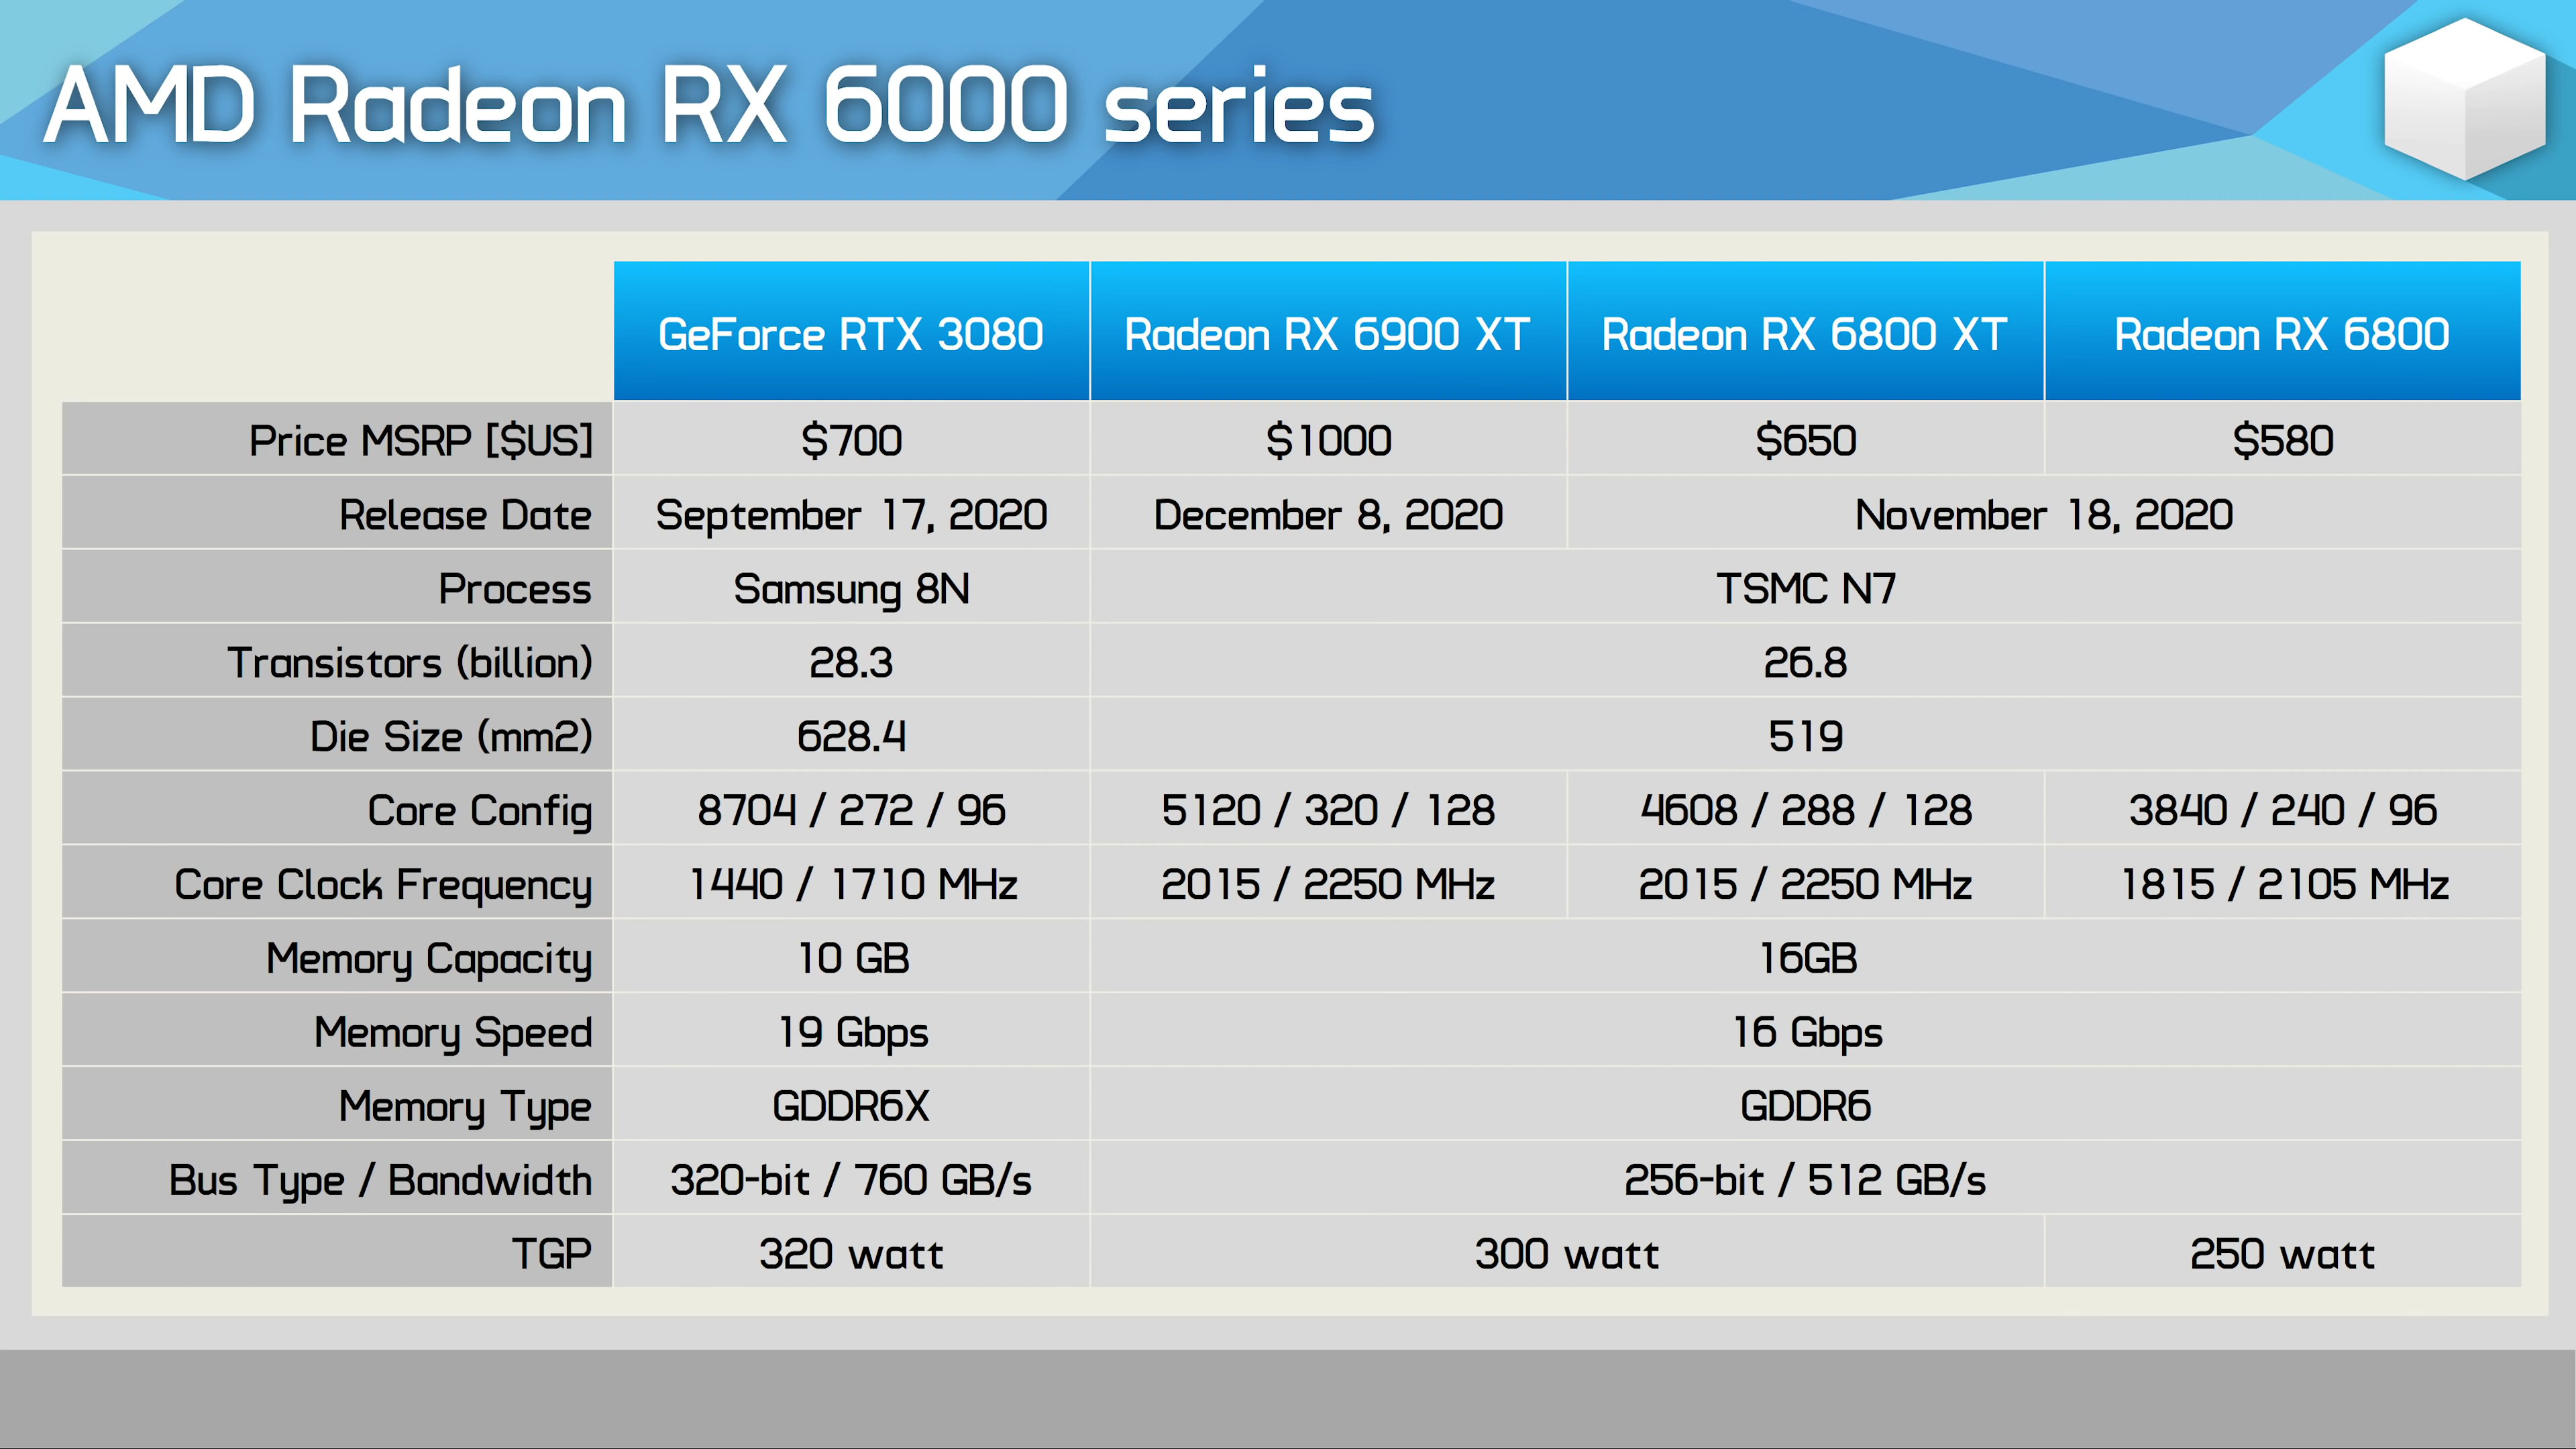 AMD Radeon RX 6000 series
GeForce RTX 3080 Radeon RX 6900 XT Radeon RX 6800 XT Radeon RX 6800
Price MSRP [$US] $700 $1000 $650 $580
Release Date September 17, 2020 December 8, 2020 November 18, 2020
Process Samsung 8N TSMC N7
Transistors (billion) 28.3 26.8
Die Size (mm2) 628.4 519
Core Config 8704 / 272 / 96 5120 / 320 / 128 4608 / 288 / 128 3840 / 240 / 96
Core Clock Frequency 1440 / 1710 MHz 2015 / 2250 MHz 2015 / 2250 MHz 1815 / 2105 MHz
Memory Capacity 10 GB 16GB
Memory Speed 19 Gbps 16 Gbps
Memory Type GDDR6X GDDR6
Bus Type / Bandwidth 320-bit / 760 GB/s 256-bit / 512 GB/s
TGP 320 watt 300 watt 250 watt